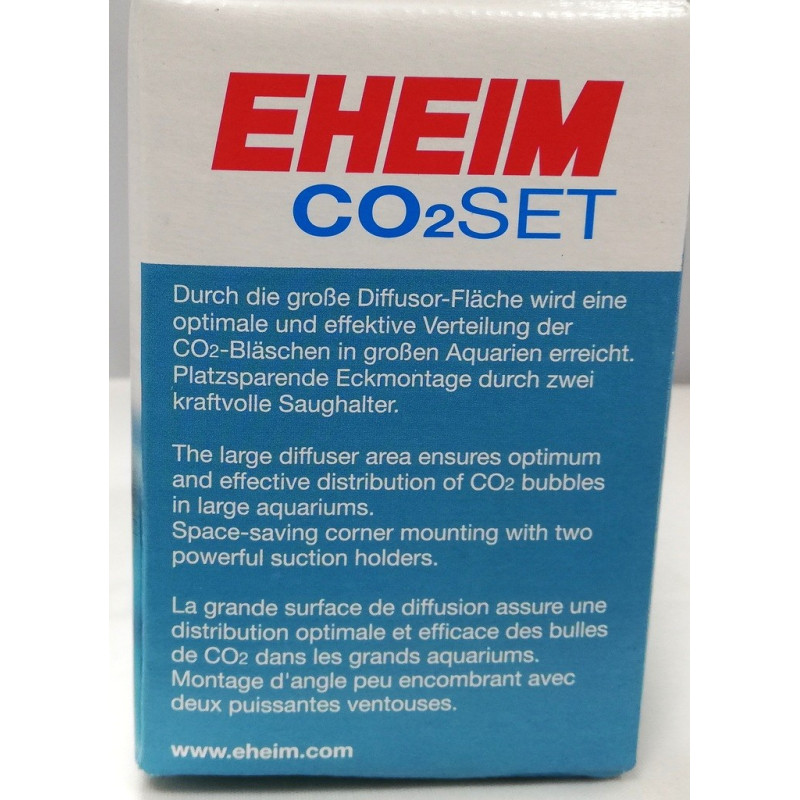 EHEIM
CO2SET
Durch die große Diffusor-Fläche wird eine
optimale und effektive Verteilung der
CO2-Bläschen in großen Aquarien erreicht.
Platzsparende Eckmontage durch zwei
kraftvolle Saughalter.
The large diffuser area ensures optimum
and effective distribution of CO2 bubbles
in large aquariums.
Space-saving corner mounting with two
powerful suction holders.
La grande surface de diffusion assure une
distribution optimale et efficace des bulles
de CO2 dans les grands aquariums.
Montage d'angle peu encombrant avec
deux puissantes ventouses.
www.eheim.com